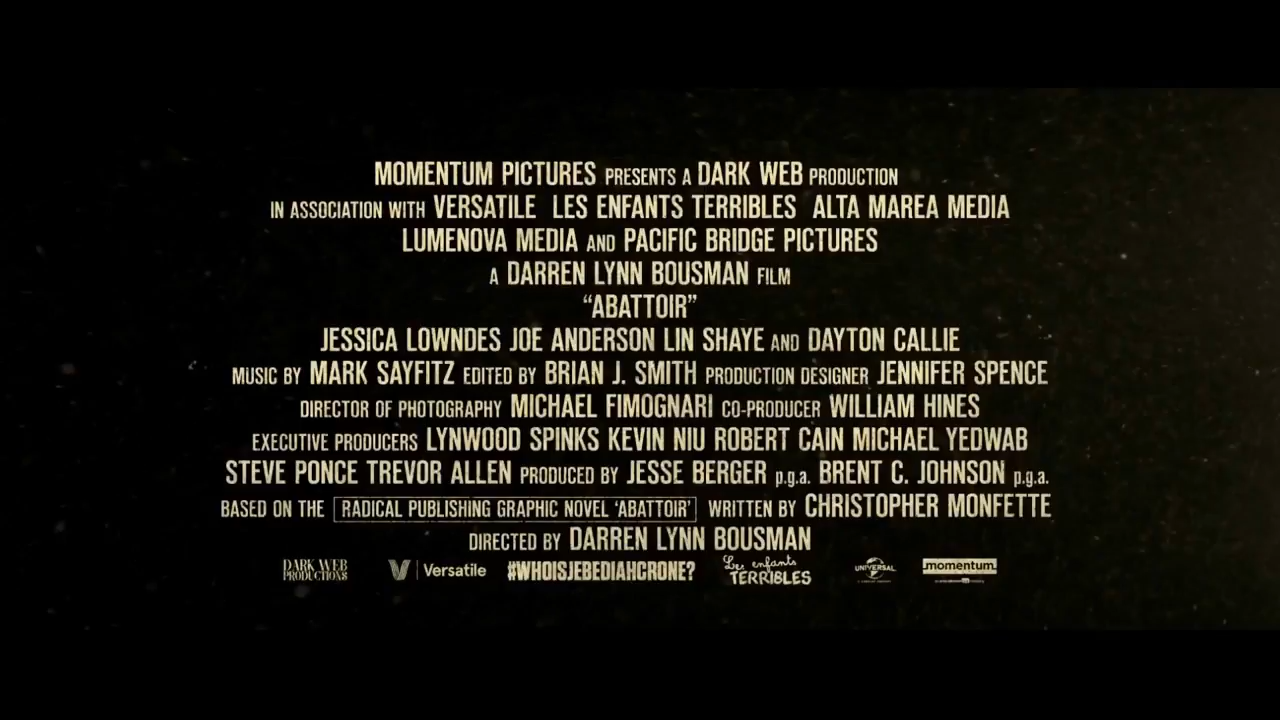 MOMENTUM PICTURES PRESENTS A DARK WEB PRODUCTION
IN ASSOCIATION WITH VERSATILE LES ENFANTS TERRIBLES ALTA MAREA MEDIA
LUMENOVA MEDIA AND PACIFIC BRIDGE PICTURES
A DARREN LYNN BOUSMAN FILM
“ABATTOIR”
JESSICA LOWNDES JOE ANDERSON LIN SHAYE AND DAYTON CALLIE
MUSIC BY MARK SAYFITZ EDITED BY BRIAN J. SMITH PRODUCTION DESIGNER JENNIFER SPENCE
DIRECTOR OF PHOTOGRAPHY MICHAEL FIMOGNARI CO-PRODUCER WILLIAM HINES
EXECUTIVE PRODUCERS LYNWOOD SPINKS KEVIN NIU ROBERT CAIN MICHAEL YEDWAB
STEVE PONCE TREVOR ALLEN PRODUCED BY JESSE BERGER p.g.a. BRENT C. JOHNSON p.g.a.
BASED ON THE RADICAL PUBLISHING GRAPHIC NOVEL ‘ABATTOIR’ WRITTEN BY CHRISTOPHER MONFETTE
DIRECTED BY DARREN LYNN BOUSMAN
DARK WEB
PRODUCTIONS
Versatile
#WHOISJEBEDIAHCRONE?
Les enfants
TERRIBLES
UNIVERSAL
momentum